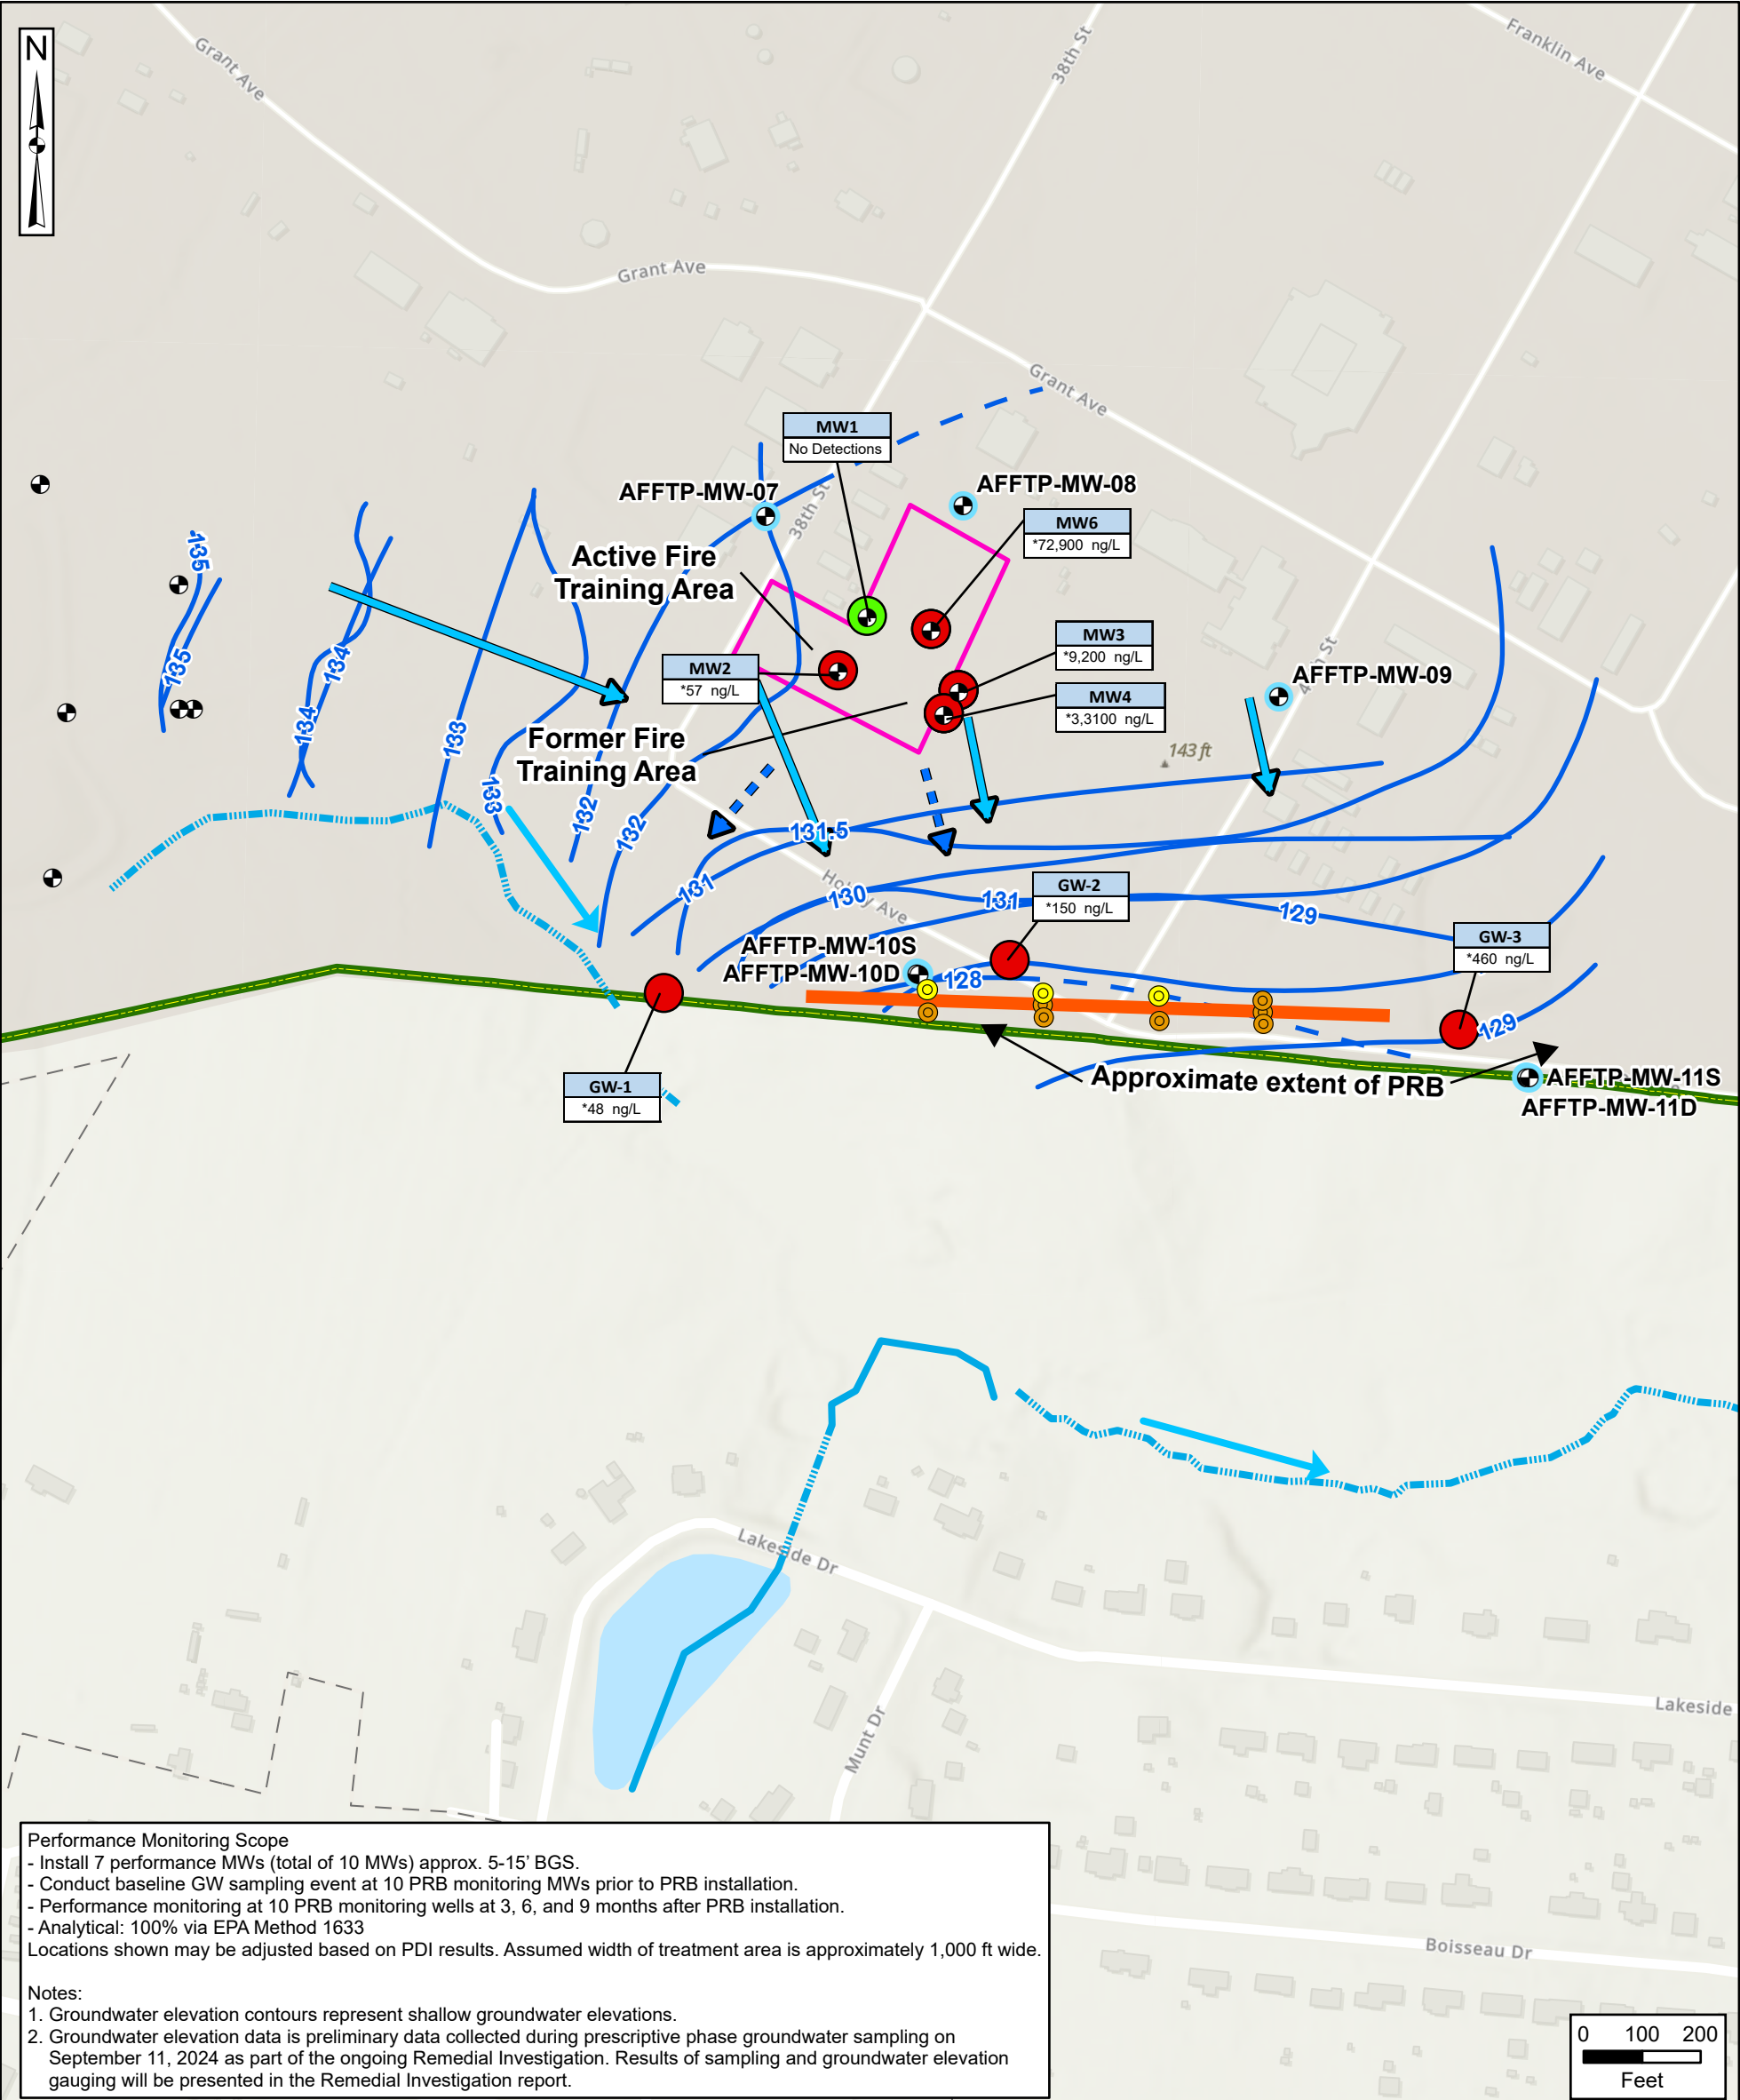 N
Grant Ave
38th St
Franklin Ave
Grant Ave
Grant Ave
MW1
No Detections
AFFTP-MW-07
38th St
AFFTP-MW-08
MW6
*72,900 ng/L
Active Fire
Training Area
135
135
134
134
133
133
132
132
MW2
*57 ng/L
MW3
*9,200 ng/L
MW4
*3,3100 ng/L
AFFTP-MW-09
143 ft
Former Fire
Training Area
131.5
131
130
131
129
GW-2
*150 ng/L
GW-3
*460 ng/L
AFFTP-MW-10S
AFFTP-MW-10D
128
129
Approximate extent of PRB
AFFTP-MW-11S
AFFTP-MW-11D
GW-1
*48 ng/L
Lakeside Dr
Munt Dr
Lakeside
Boisseau Dr
Performance Monitoring Scope
- Install 7 performance MWs (total of 10 MWs) approx. 5-15’ BGS.
- Conduct baseline GW sampling event at 10 PRB monitoring MWs prior to PRB installation.
- Performance monitoring at 10 PRB monitoring wells at 3, 6, and 9 months after PRB installation.
- Analytical: 100% via EPA Method 1633
Locations shown may be adjusted based on PDI results. Assumed width of treatment area is approximately 1,000 ft wide.
Notes:
1. Groundwater elevation contours represent shallow groundwater elevations.
2. Groundwater elevation data is preliminary data collected during prescriptive phase groundwater sampling on
September 11, 2024 as part of the ongoing Remedial Investigation. Results of sampling and groundwater elevation
gauging will be presented in the Remedial Investigation report.
0 100 200
Feet